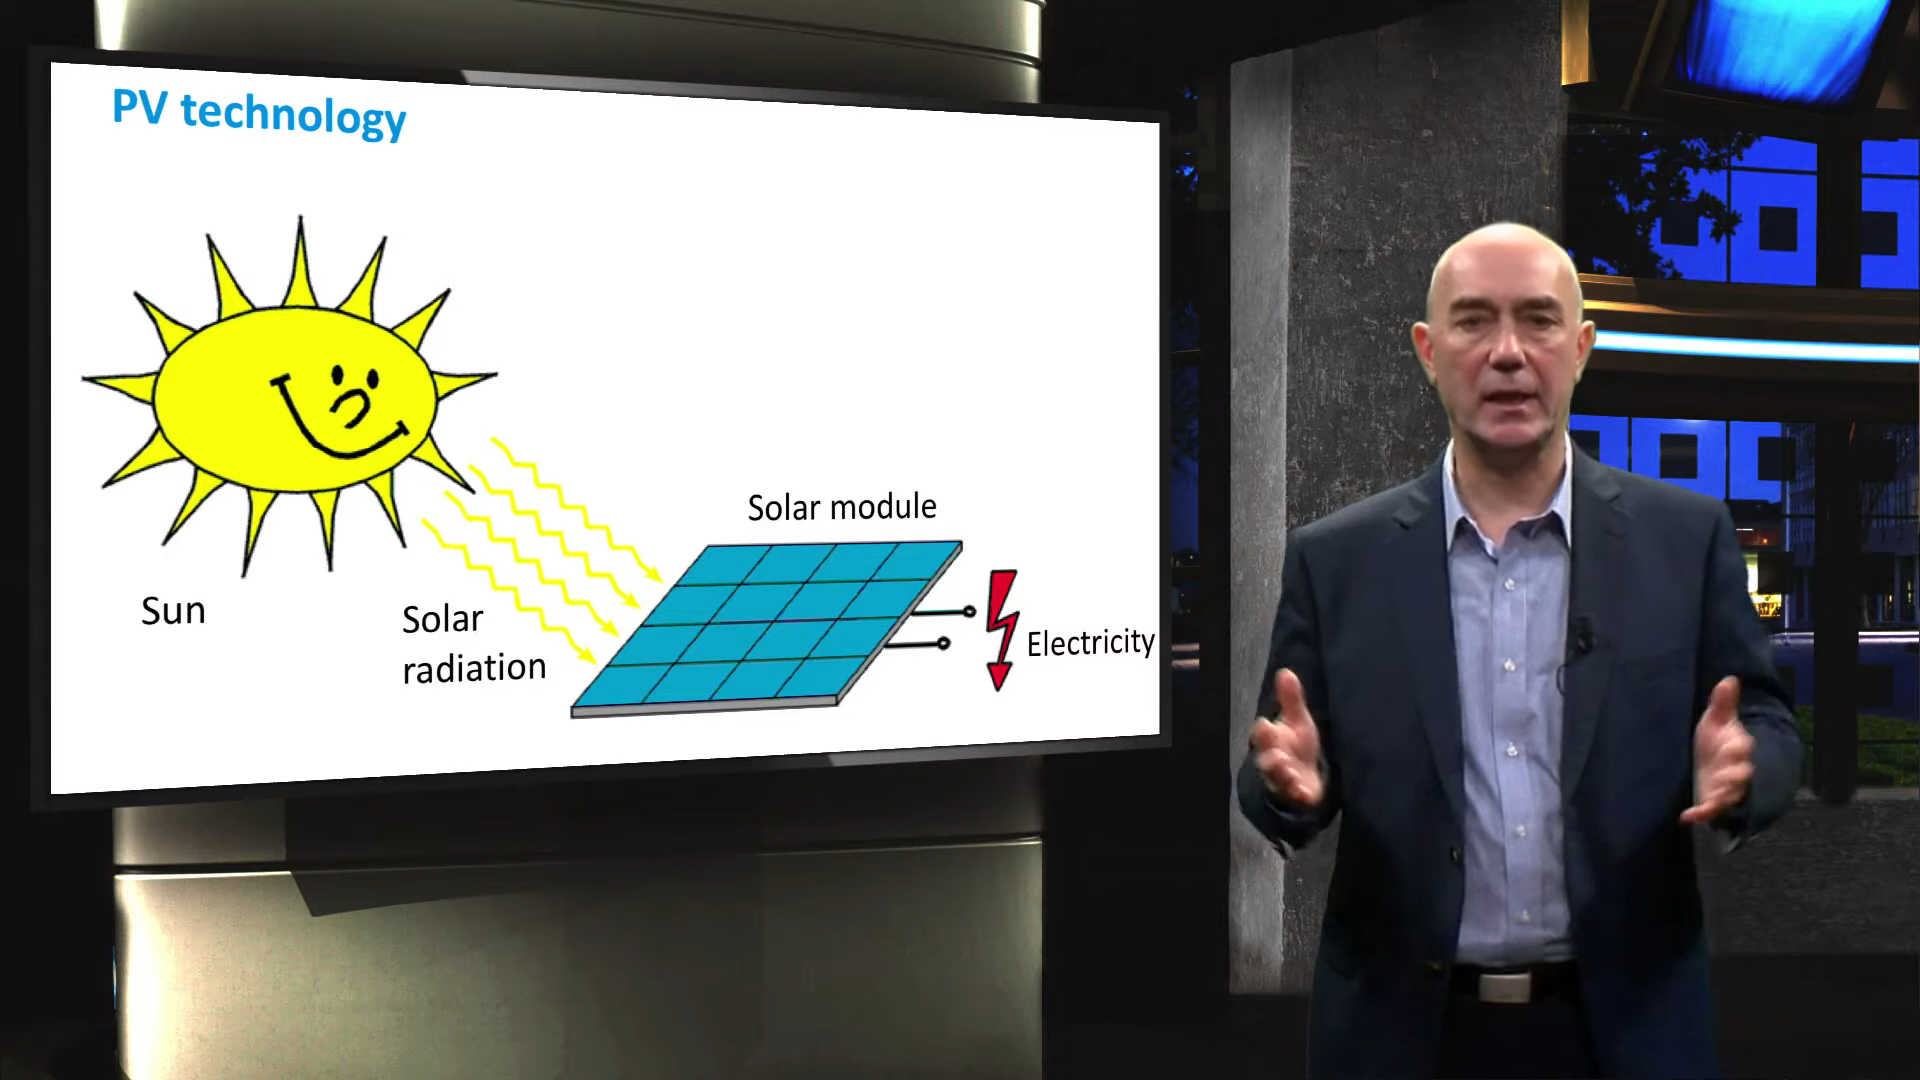 PV technology
Solar module
Sun
Solar
radiation
Electricity